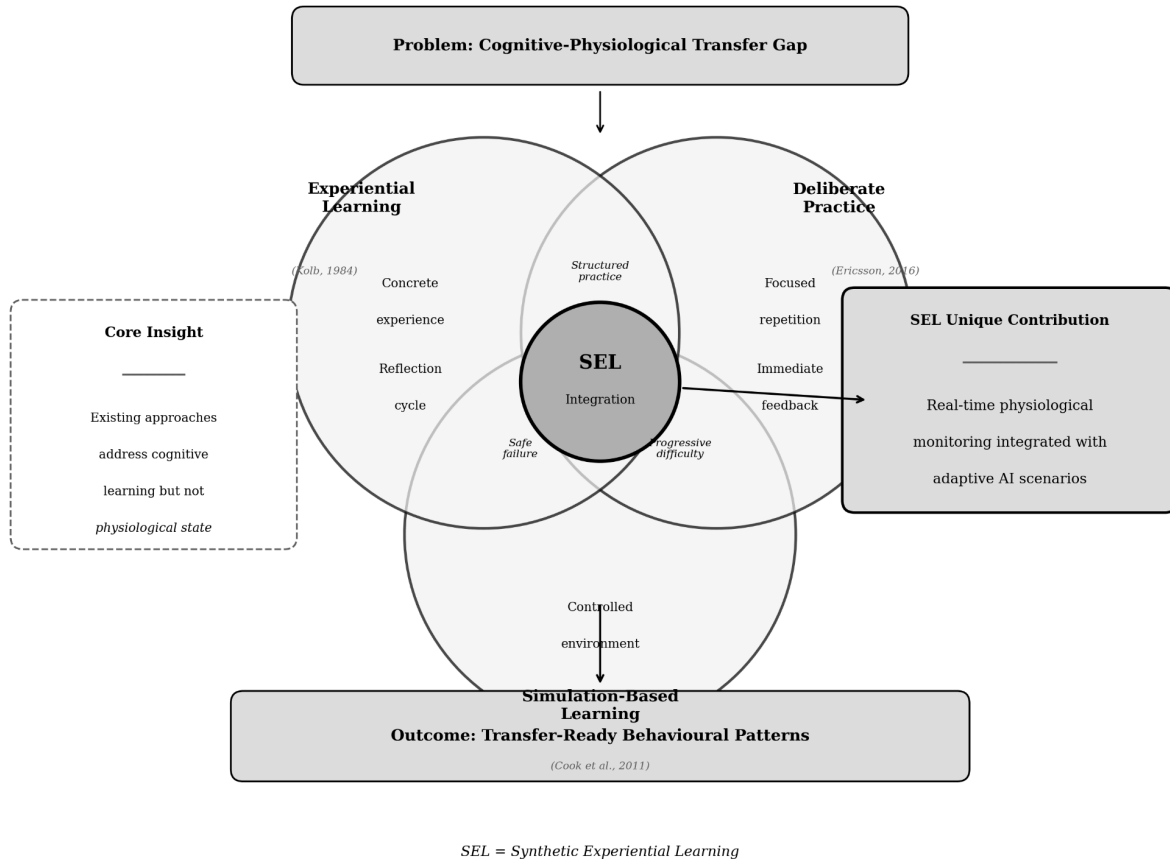 Problem: Cognitive-Physiological Transfer Gap
Experiential
Learning
(Kolb, 1984)
Concrete
experience
Reflection
cycle
Structured
practice
Deliberate
Practice
(Ericsson, 2016)
Focused
repetition
Immediate
feedback
Core Insight
Existing approaches
address cognitive
learning but not
physiological state
SEL
Integration
Safe
failure
Progressive
difficulty
SEL Unique Contribution
Real-time physiological
monitoring integrated with
adaptive AI scenarios
Controlled
environment
Simulation-Based
Learning
Outcome: Transfer-Ready Behavioural Patterns
(Cook et al., 2011)
SEL = Synthetic Experiential Learning